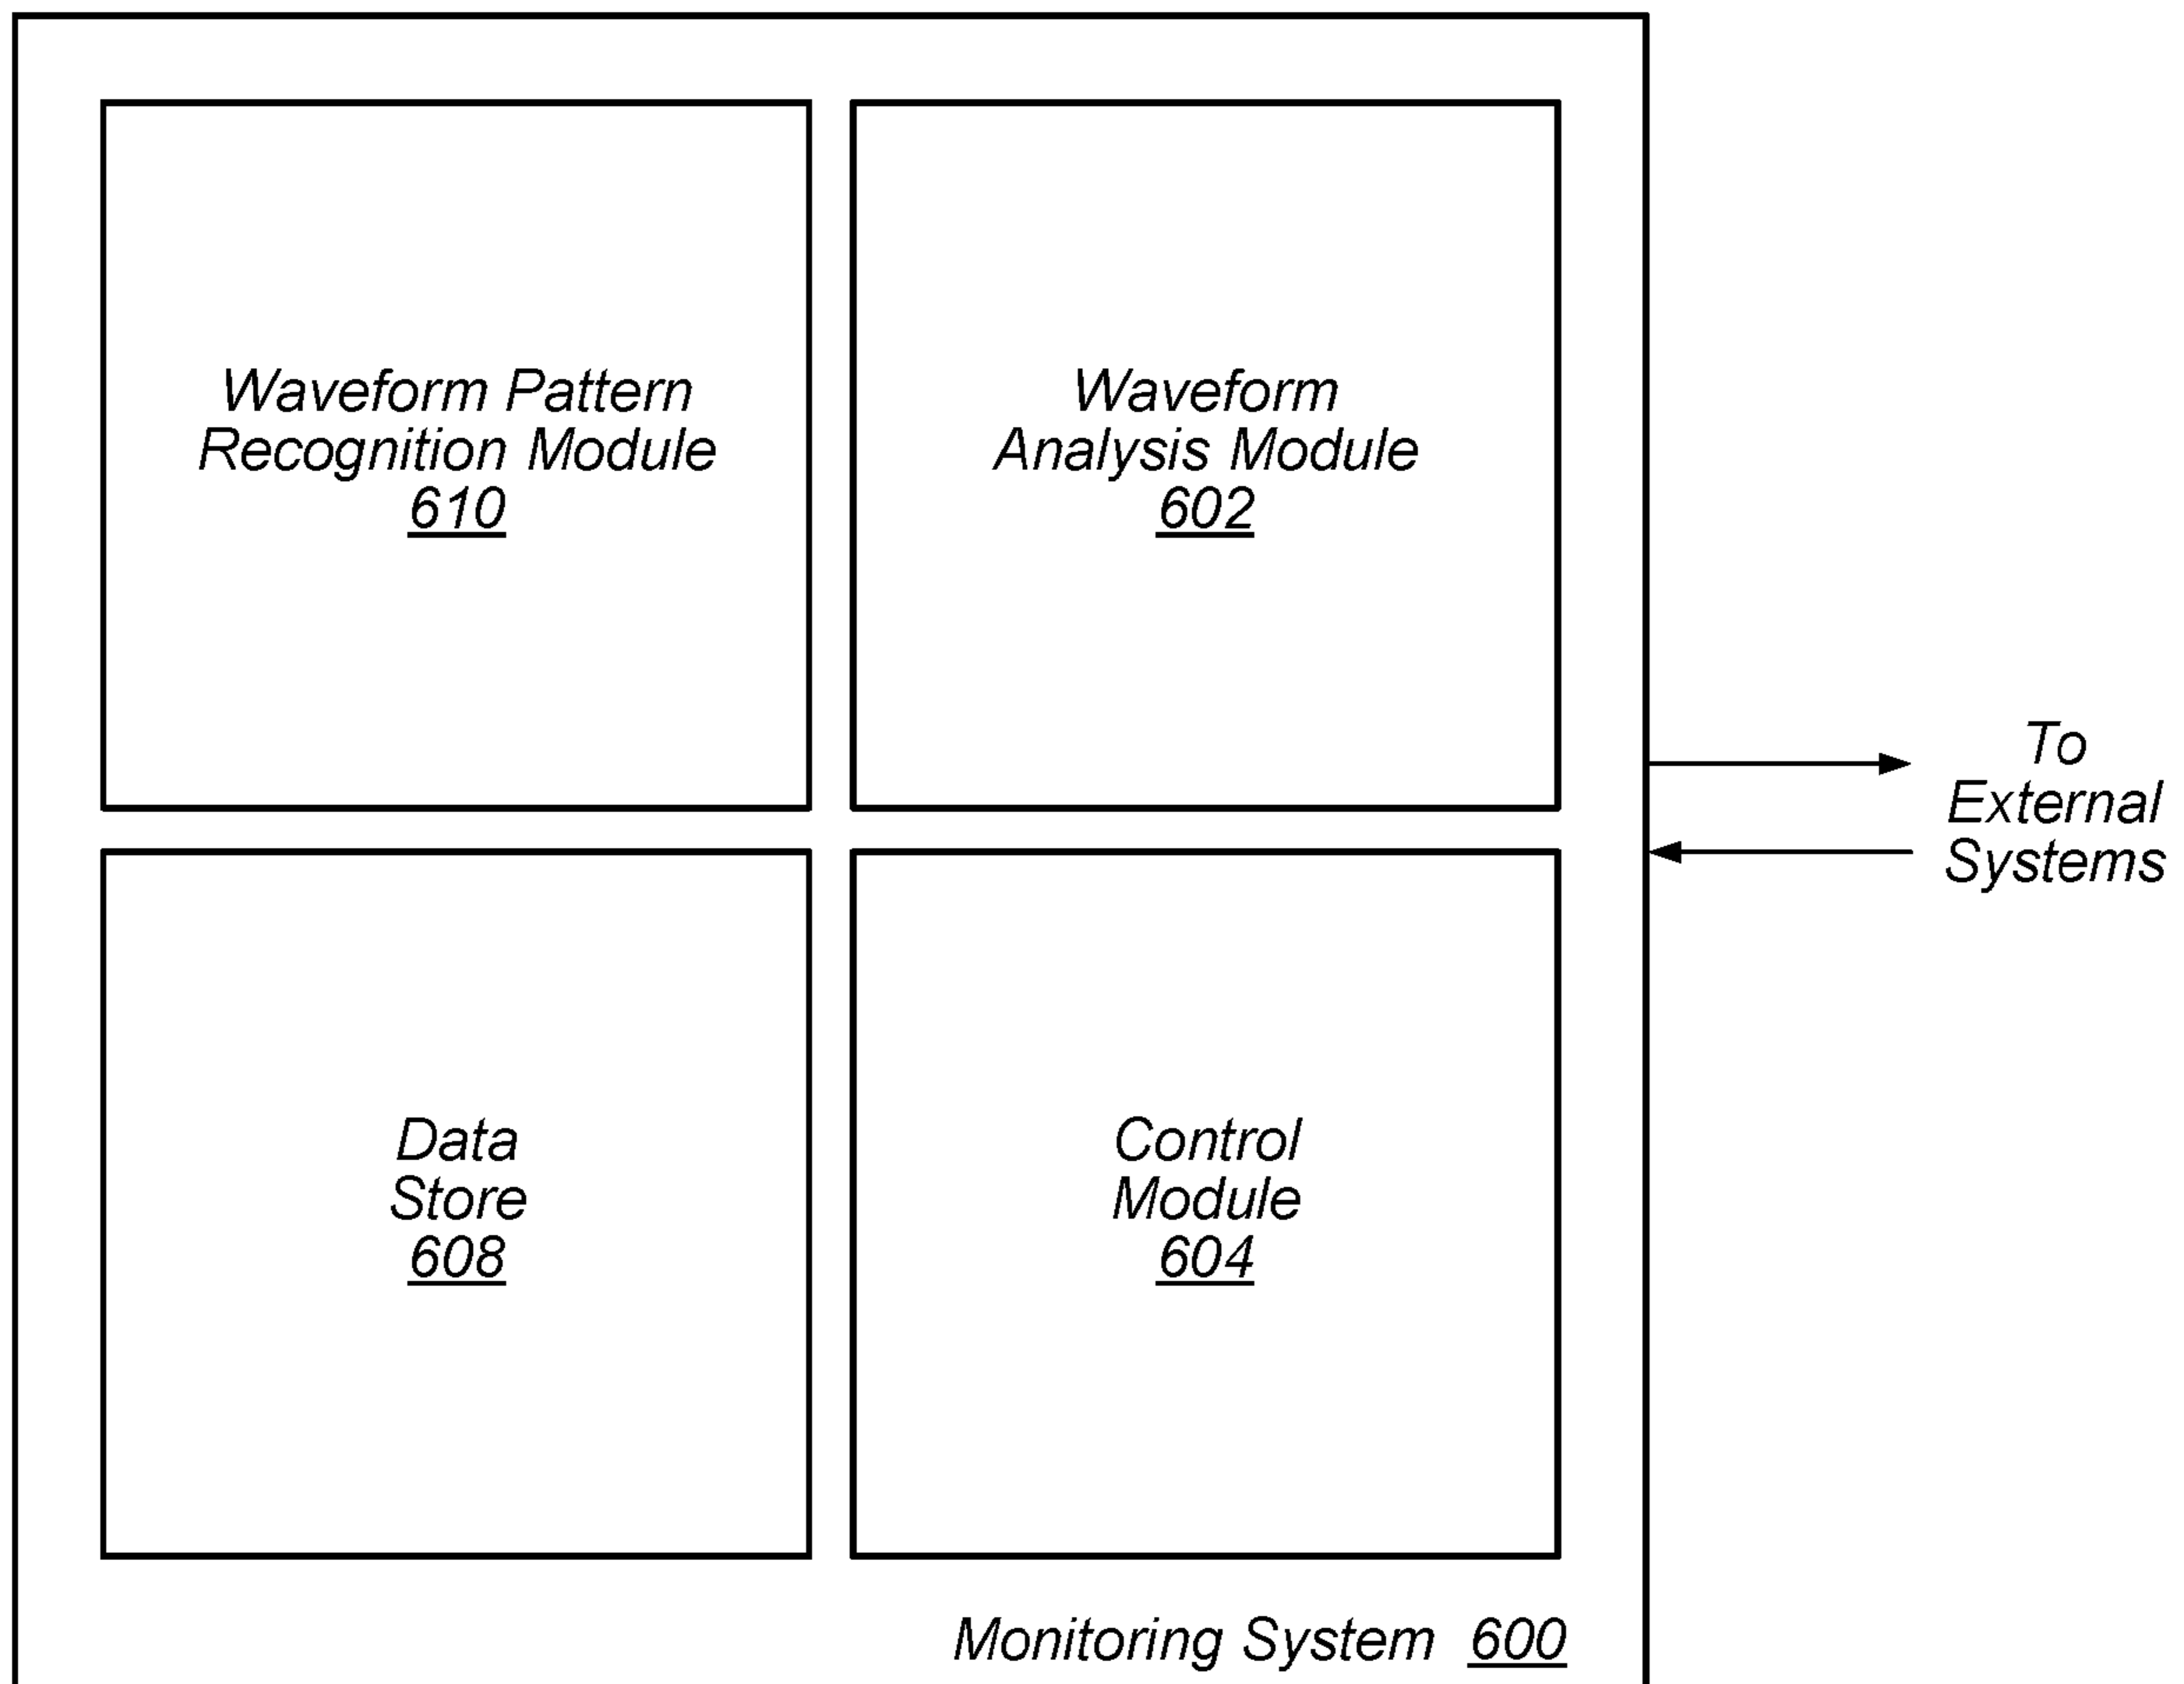 Waveform Pattern
Recognition Module
610
Waveform
Analysis Module
602
To
External
Systems
Data
Store
608
Control
Module
604
Monitoring System 600